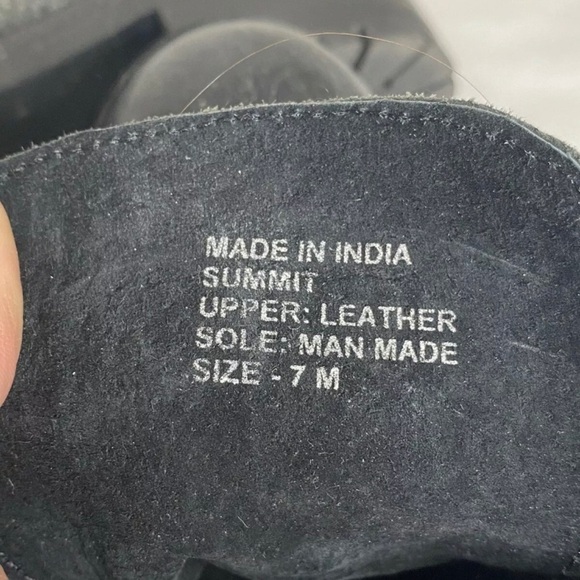 MADE IN INDIA
SUMMIT
UPPER: LEATHER
SOLE: MAN MADE
SIZE - 7 M